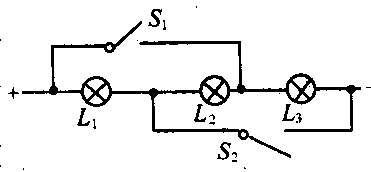 S₁
+ -
L₁ L₂ L₃
S₂